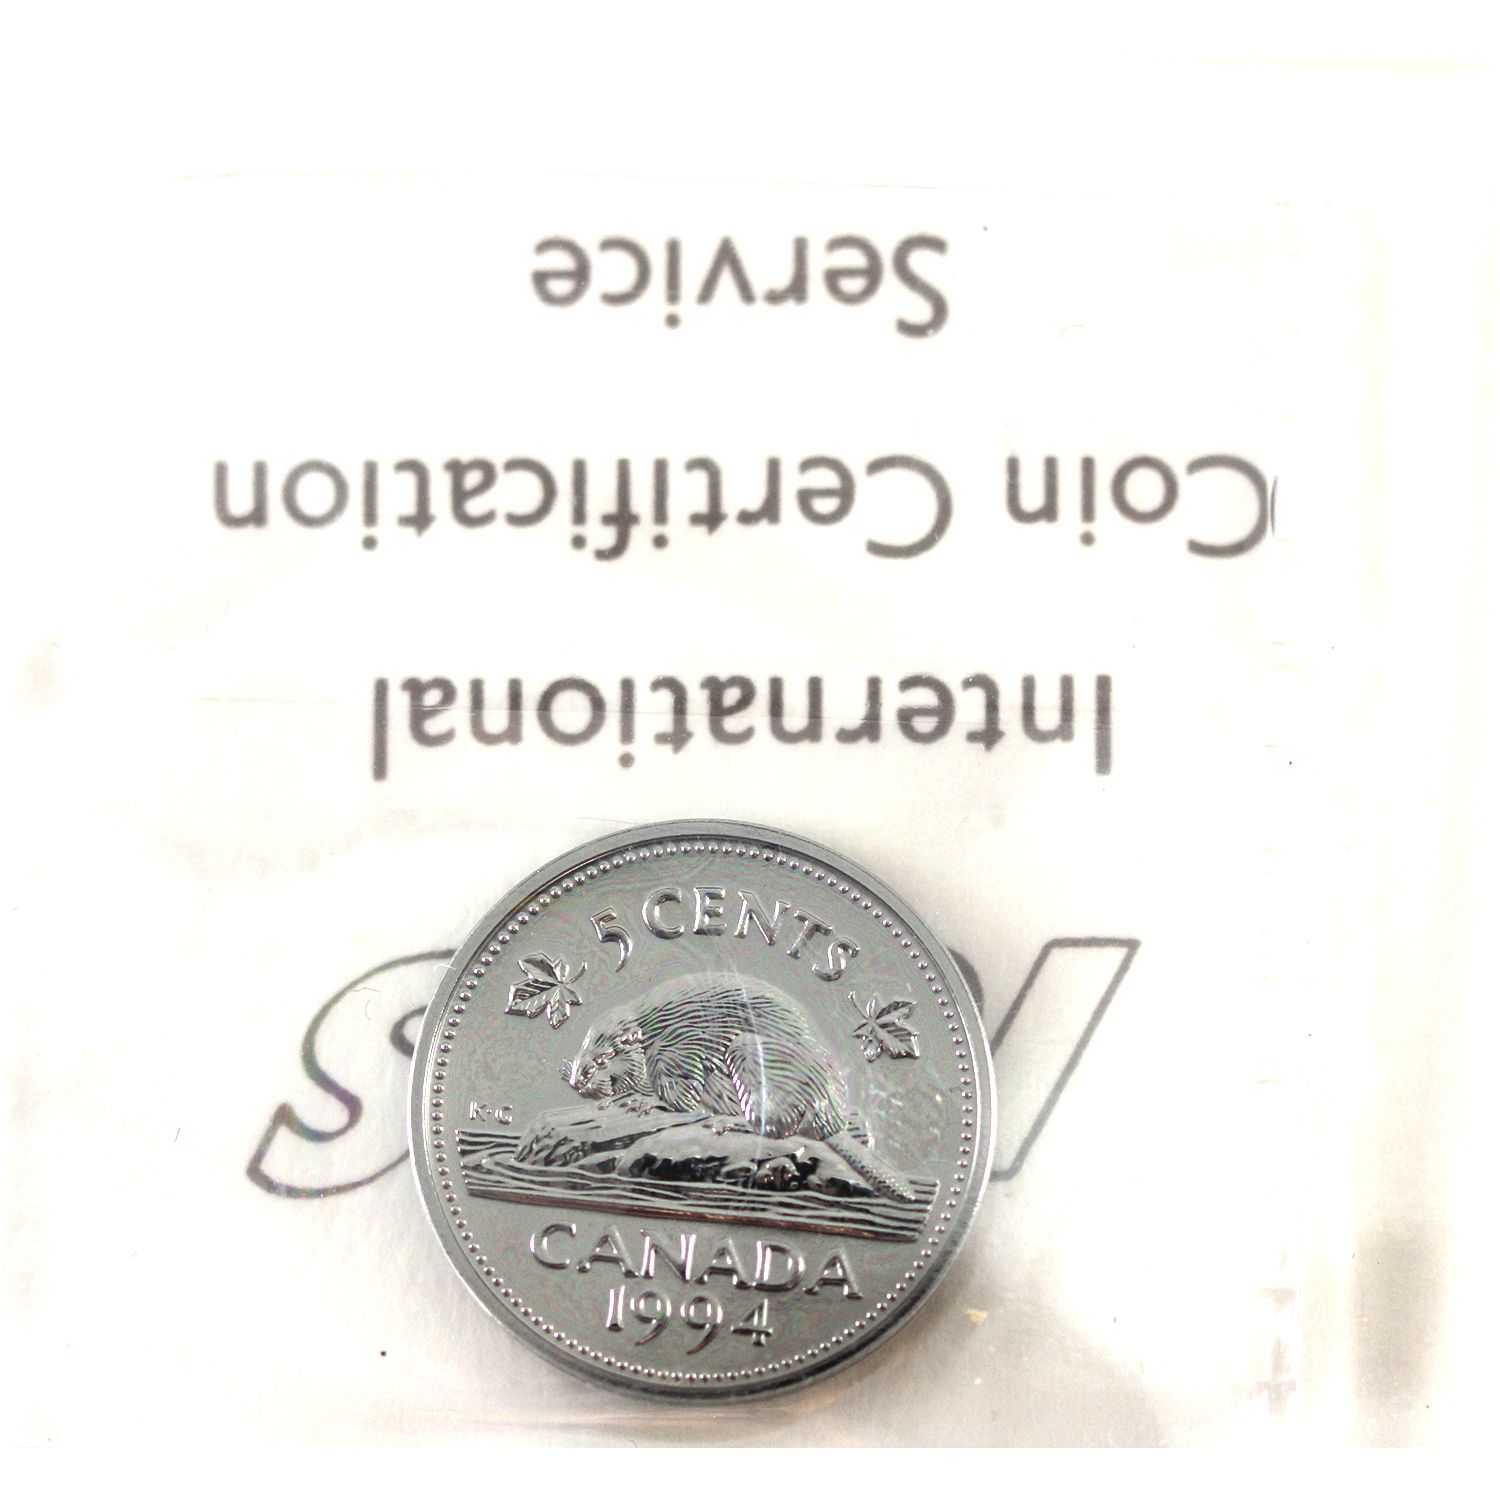 International
Coin Certification
Service
5 CENTS
K·G
CANADA
1994